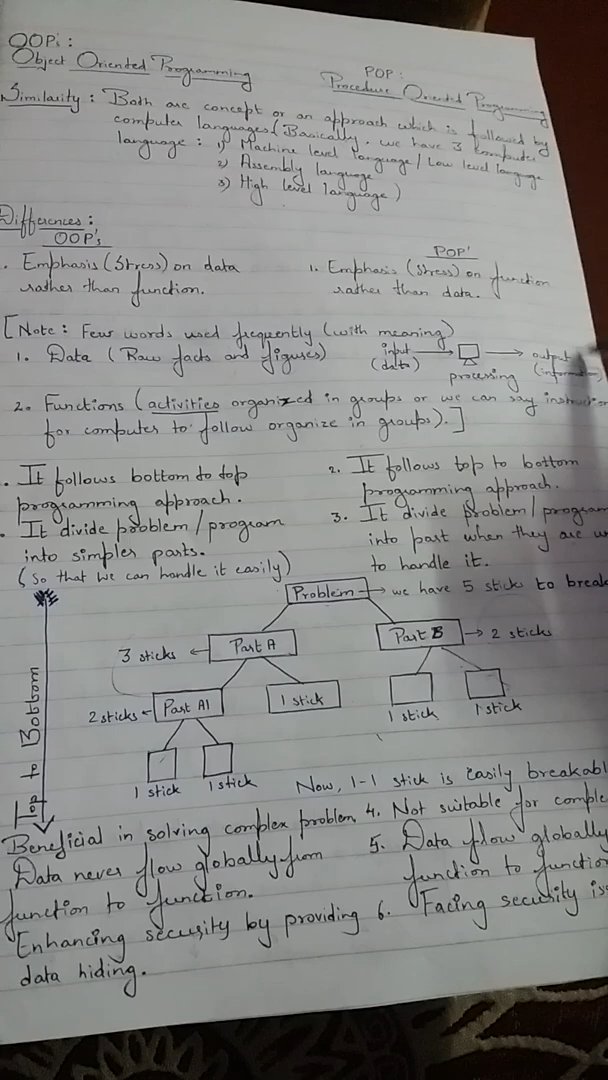 OOPs :
Object Oriented Programming
POP :
Procedure Oriented Programming
Similarity : Both are concept or an approach which is followed by
computer languages (Basically, we have 3 computer
language : 1) Machine level language / Low level language
2) Assembly language
3) High level language )
Differences :
OOP's
POP'
. Emphasis (Stress) on data
rather than function.
1. Emphasis (Stress) on function
rather than data.
[Note : Few words used frequently (with meaning)
1. Data ( Raw facts and figures)
input
(data)
processing
output
2. Functions (activities organized in groups or we can say
for computer to follow organize in groups). ]
. It follows bottom to top
programming approach.
2. It follows top to bottom
programming approach.
. It divide problem / program
into simpler parts.
(So that we can handle it easily)
3. It divide problem /
into part when they are
to handle it.
Problem → we have 5 sticks to
3 sticks ← Part A
Part B → 2 sticks
2 sticks ← Part A1
1 stick
1 stick
1 stick
1 stick
1 stick
Top to Bottom
Now, 1-1 stick is easily
Beneficial in solving complex problem
4. Not suitable for
Data never flow globally from
function to function.
5. Data flow globally
function to
Enhancing security by providing
data hiding.
6. Facing security